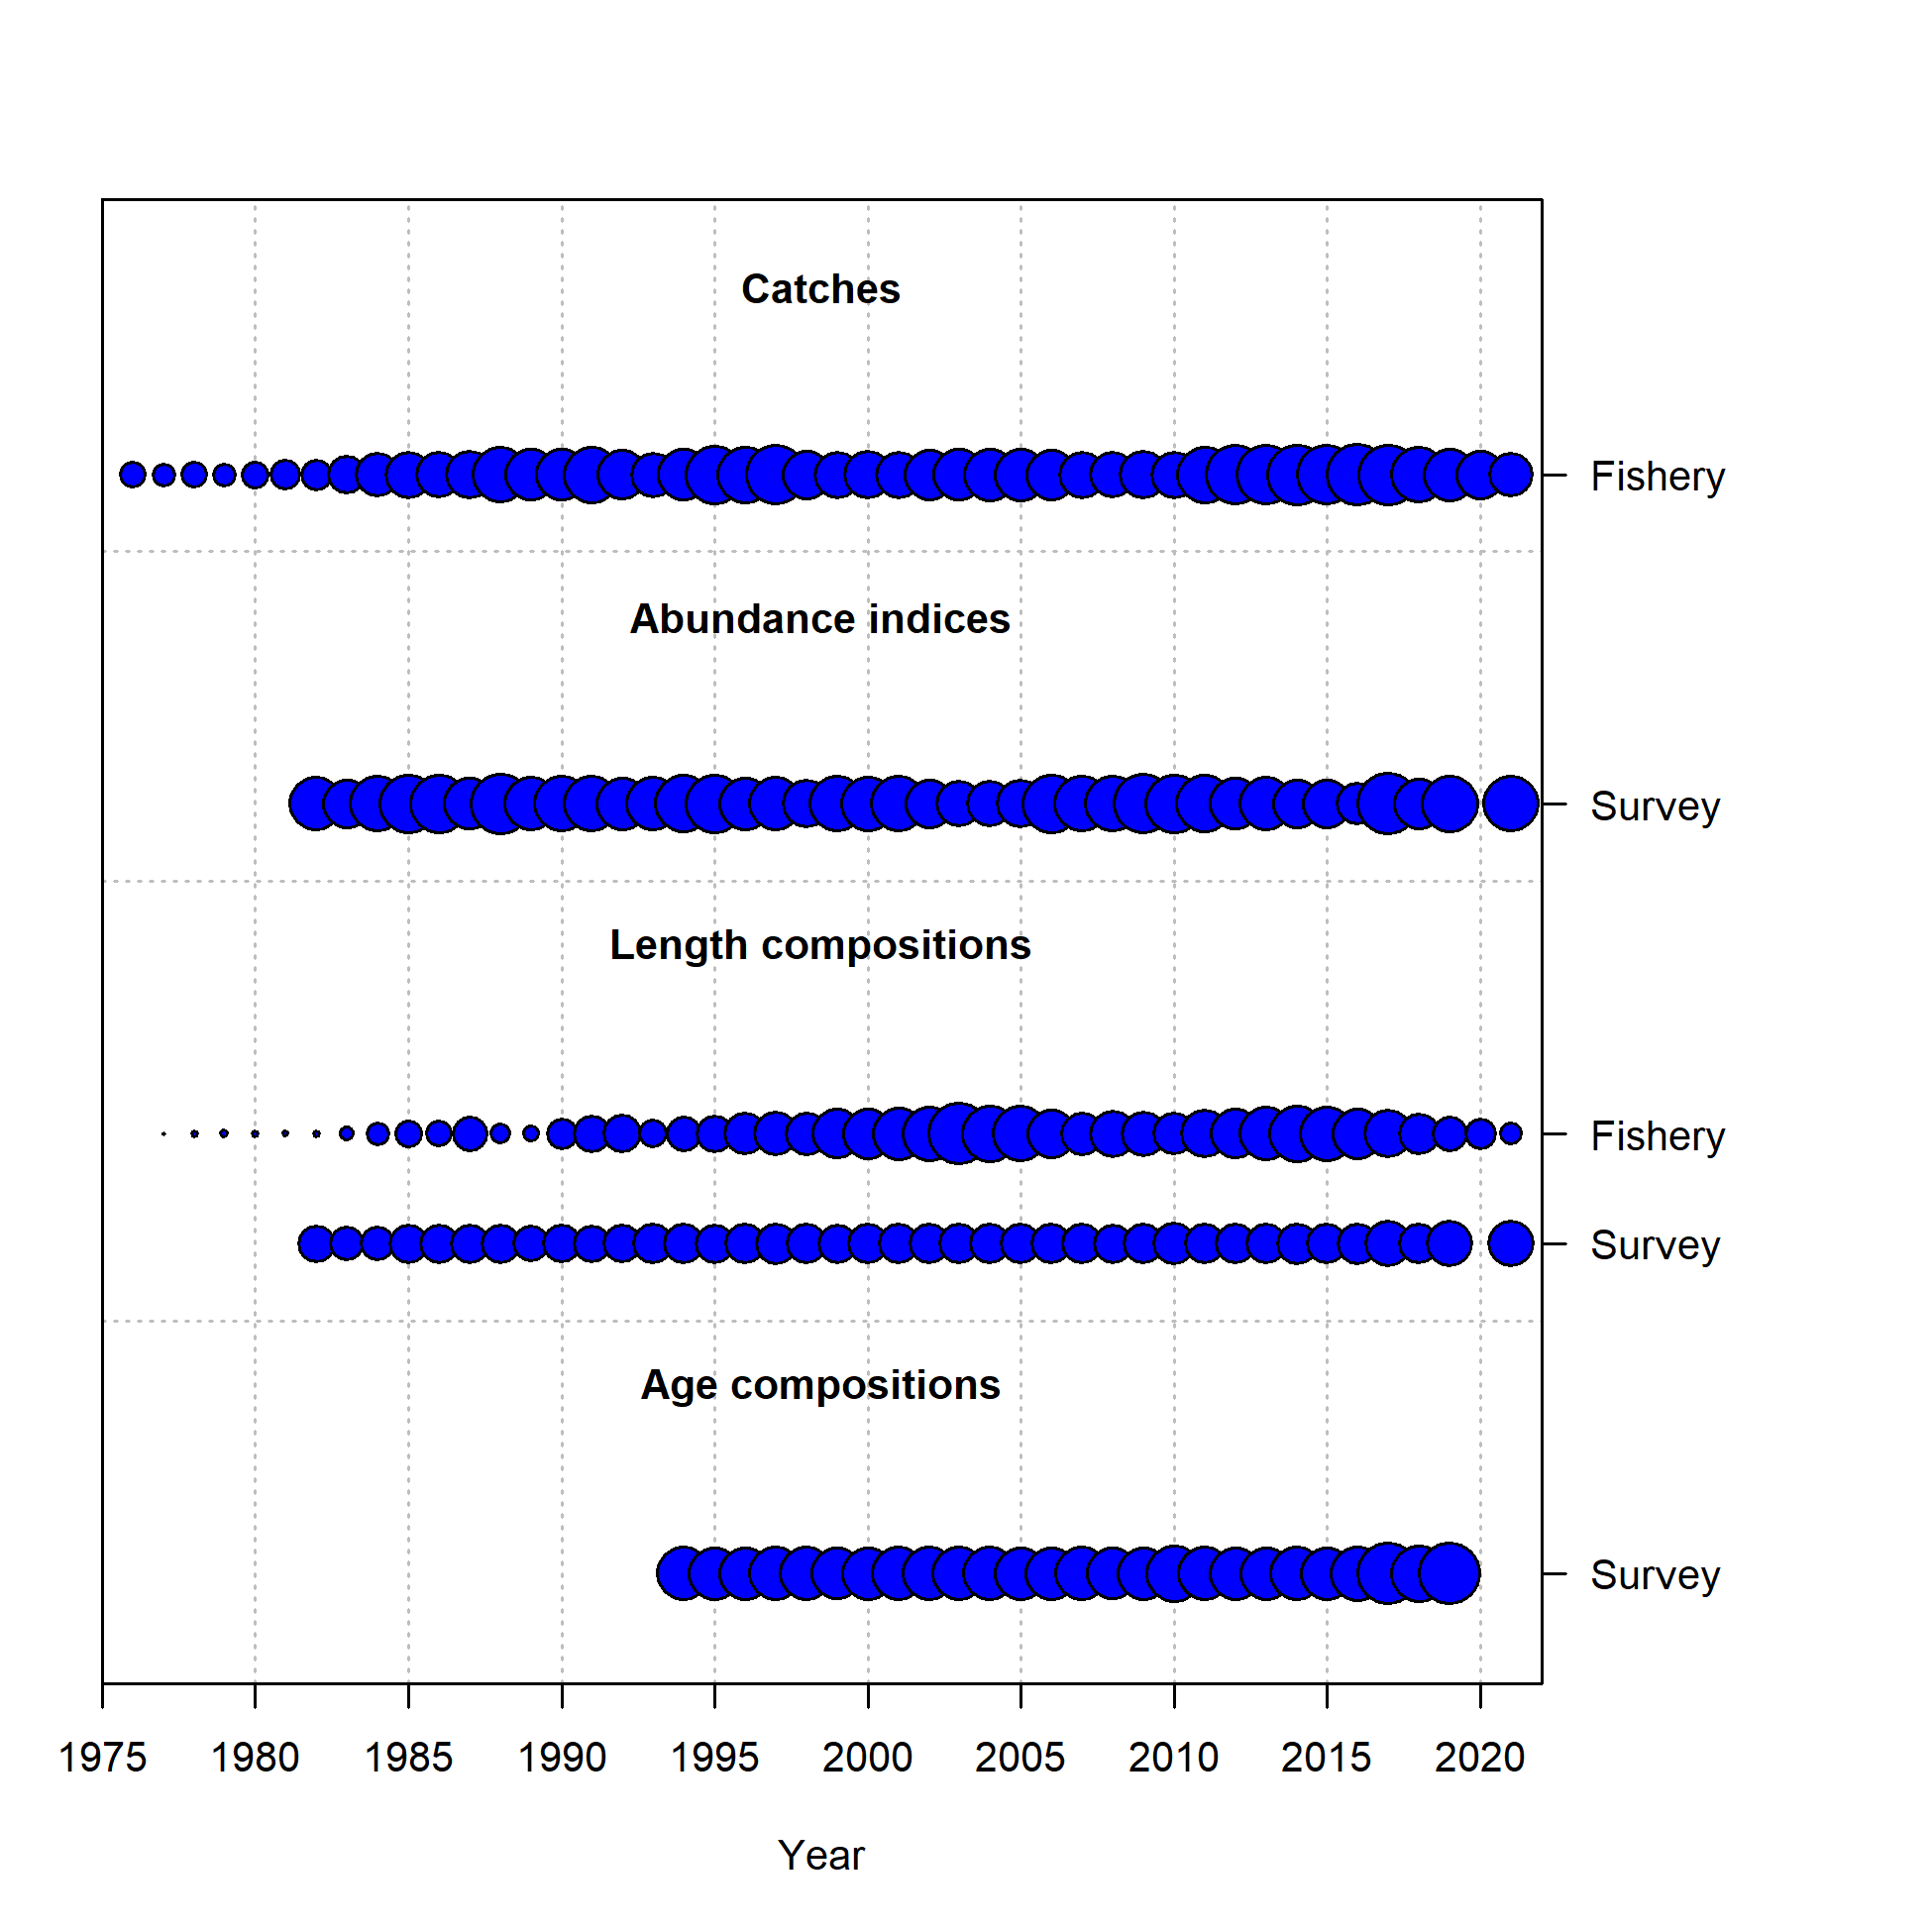 Catches
Fishery
Abundance indices
Survey
Length compositions
Fishery
Survey
Age compositions
Survey
1975 1980 1985 1990 1995 2000 2005 2010 2015 2020
Year